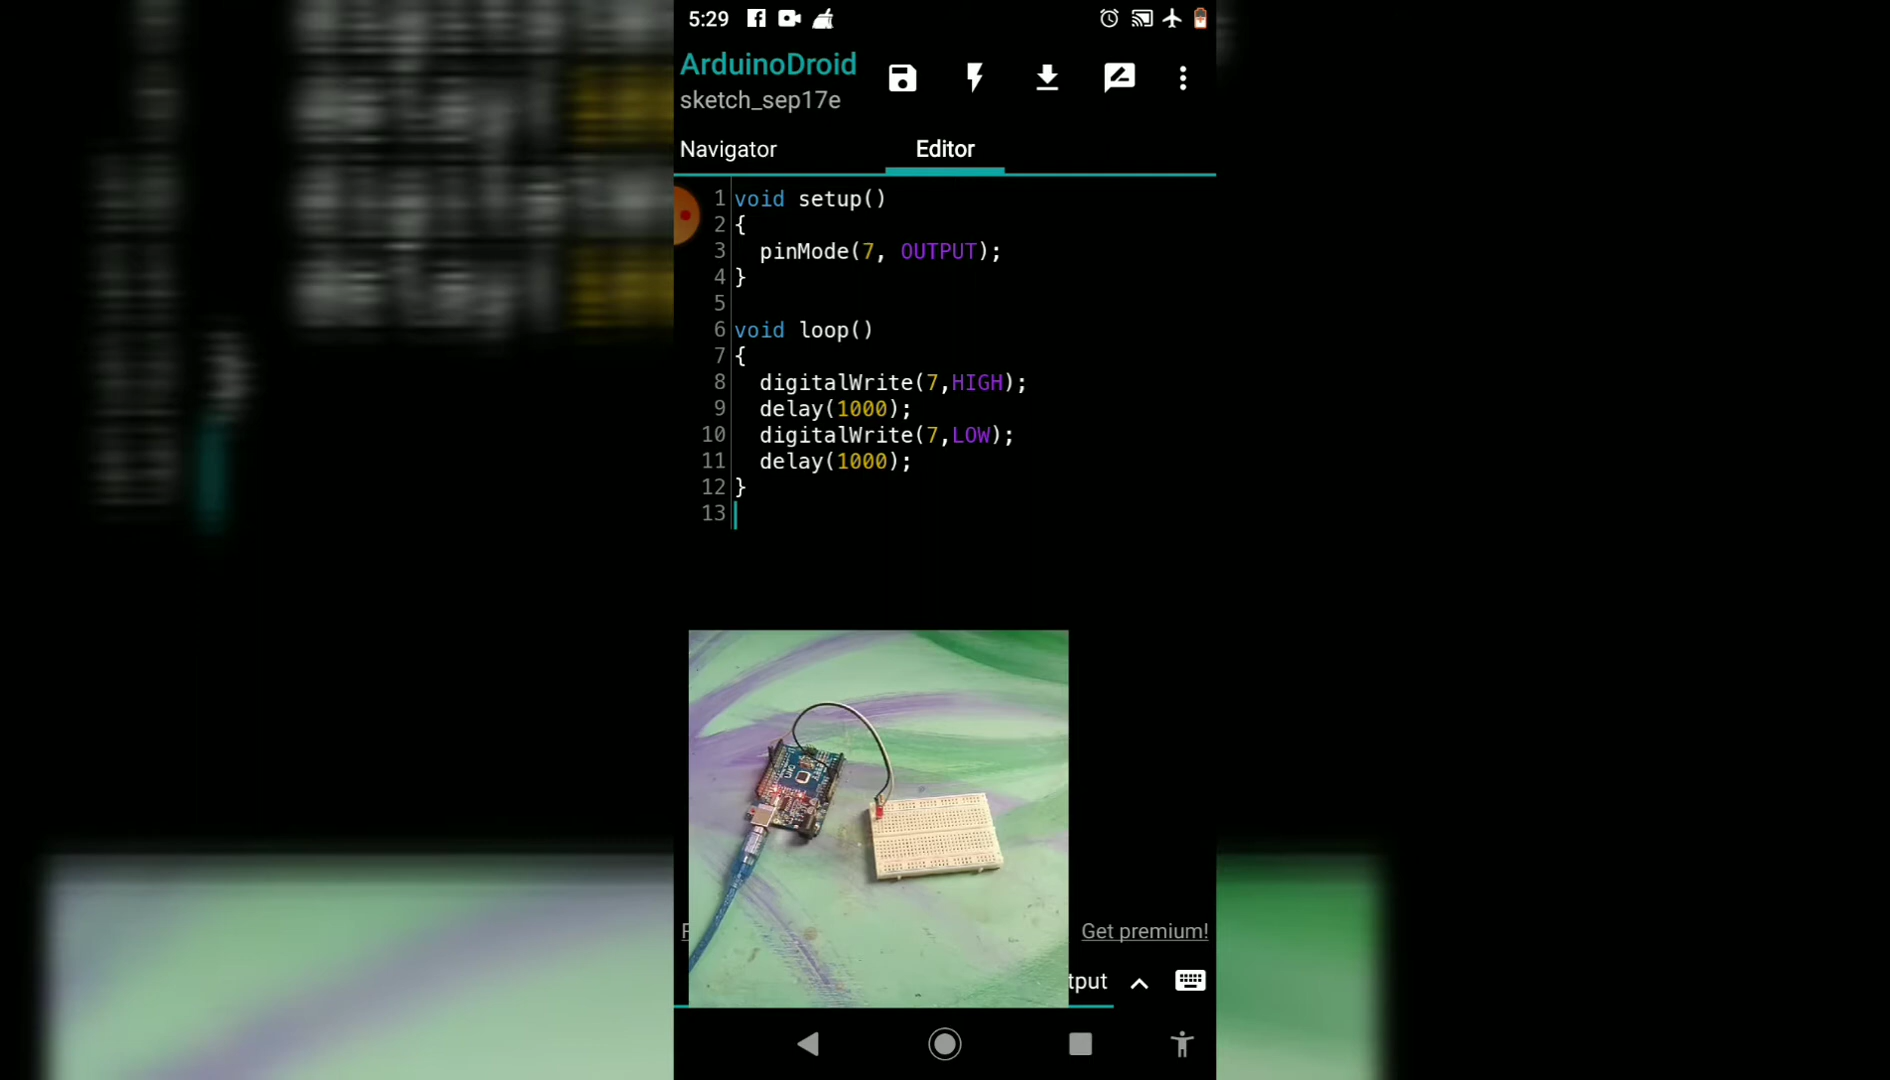 5:29
ArduinoDroid
sketch_sep17e
Navigator
Editor
1 void setup()
2 {
3 pinMode(7, OUTPUT);
4 }
5
6 void loop()
7 {
8 digitalWrite(7,HIGH);
9 delay(1000);
10 digitalWrite(7,LOW);
11 delay(1000);
12 }
13
Get premium!
tput